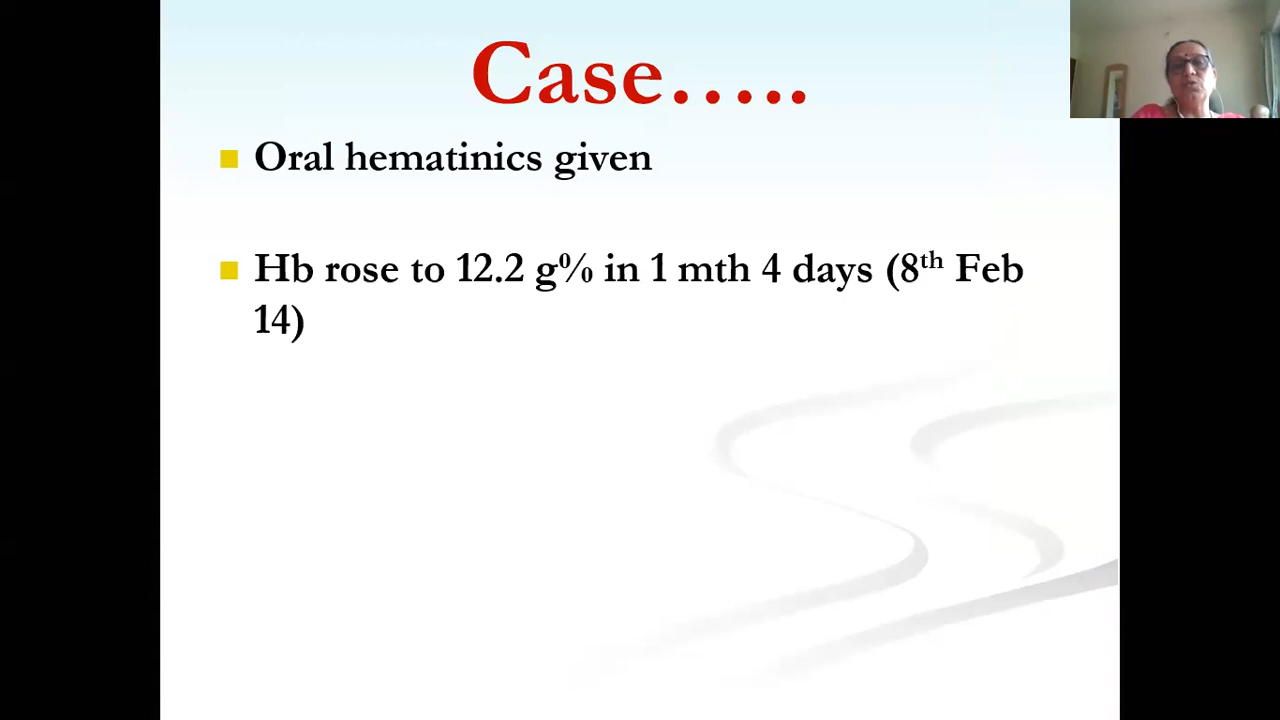 Case…..
Oral hematinics given
Hb rose to 12.2 g% in 1 mth 4 days (8th Feb
14)